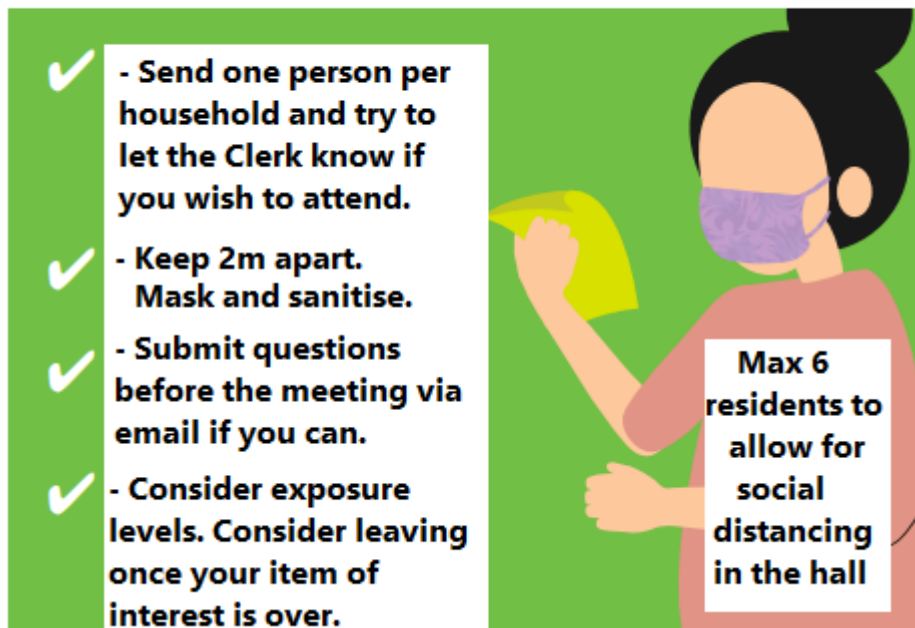 - Send one person per
household and try to
let the Clerk know if
you wish to attend.
- Keep 2m apart.
Mask and sanitise.
- Submit questions
before the meeting via
email if you can.
- Consider exposure
levels. Consider leaving
once your item of
interest is over.
Max 6
residents to
allow for
social
distancing
in the hall